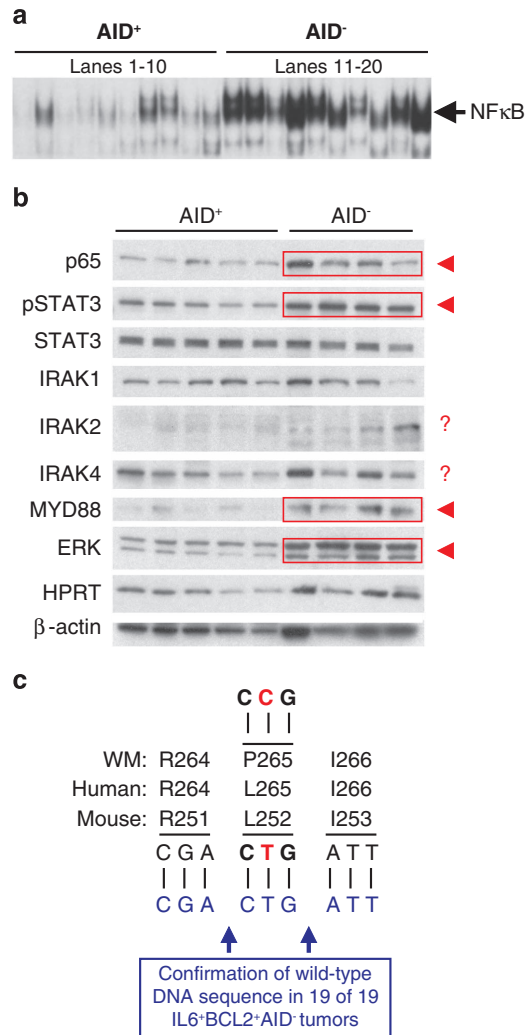 a
AID⁺ AID⁻
Lanes 1-10 Lanes 11-20
NFκB
b
AID⁺ AID⁻
p65
pSTAT3
STAT3
IRAK1
IRAK2 ?
IRAK4 ?
MYD88
ERK
HPRT
β-actin
c
C C G
WM: R264 P265 I266
Human: R264 L265 I266
Mouse: R251 L252 I253
C G A C T G A T T
C G A C T G A T T
Confirmation of wild-type
DNA sequence in 19 of 19
IL6⁺BCL2⁺AID⁻ tumors